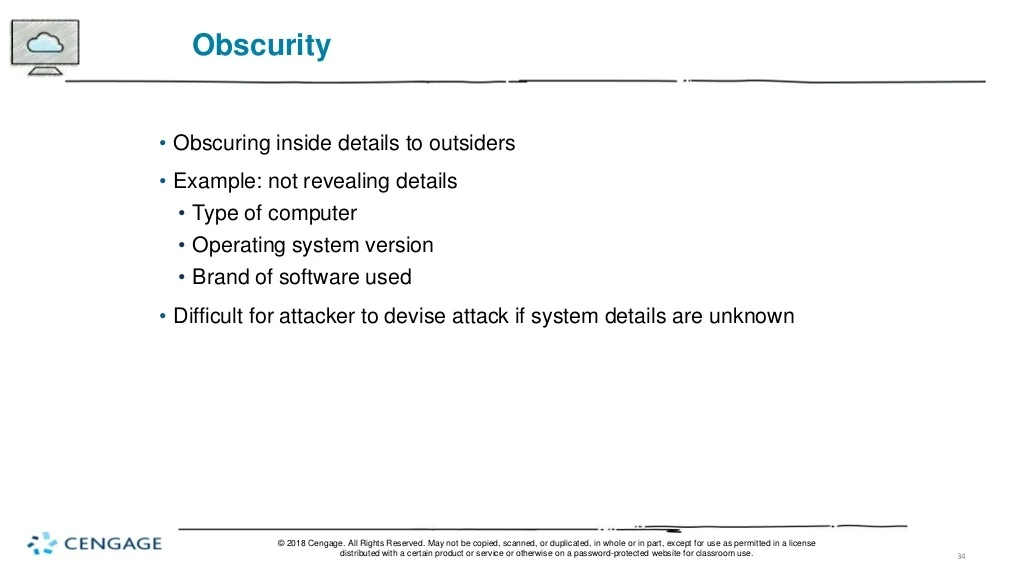 Obscurity
• Obscuring inside details to outsiders
• Example: not revealing details
• Type of computer
• Operating system version
• Brand of software used
• Difficult for attacker to devise attack if system details are unknown
CENGAGE
© 2018 Cengage. All Rights Reserved. May not be copied, scanned, or duplicated, in whole or in part, except for use as permitted in a license
distributed with a certain product or service or otherwise on a password-protected website for classroom use.
34